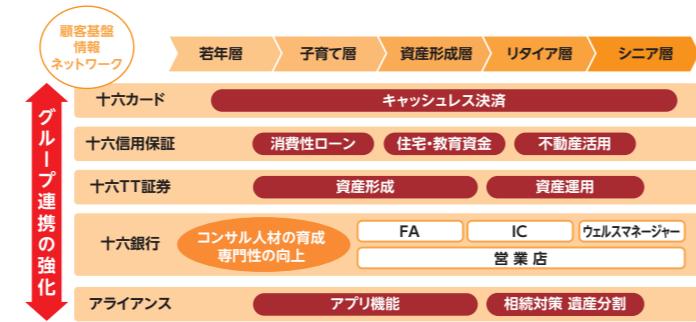 顧客基盤
情報
ネットワーク
若年層
子育て層
資産形成層
リタイア層
シニア層
グループ連携の強化
十六カード
キャッシュレス決済
十六信用保証
消費性ローン
住宅・教育資金
不動産活用
十六TT証券
資産形成
資産運用
十六銀行
コンサル人材の育成
専門性の向上
FA
IC
ウェルスマネージャー
営業店
アライアンス
アプリ機能
相続対策 遺産分割